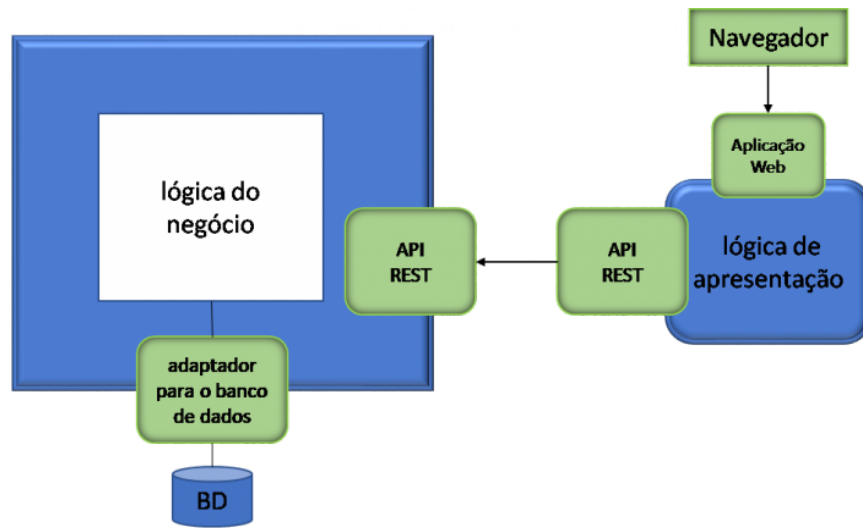 Navegador
Aplicação
Web
lógica do
negócio
API
REST
API
REST
lógica de
apresentação
adaptador
para o banco
de dados
BD